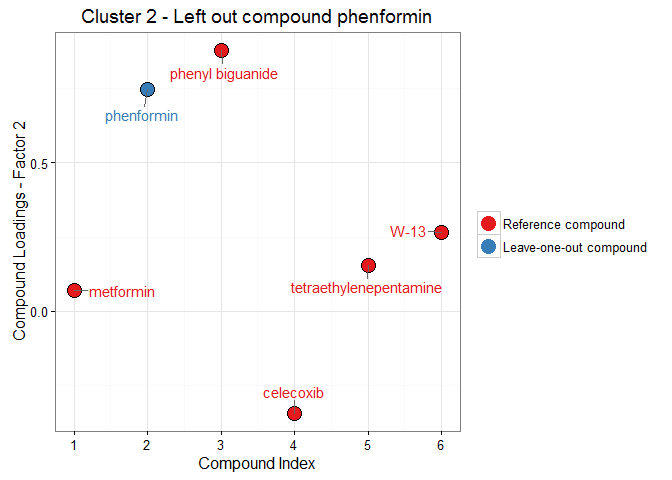 Cluster 2 - Left out compound phenformin
phenyl biguanide
phenformin
0.5
Compound Loadings - Factor 2
W-13
Reference compound
Leave-one-out compound
metformin
tetraethylenepentamine
0.0
celecoxib
1 2 3 4 5 6
Compound Index